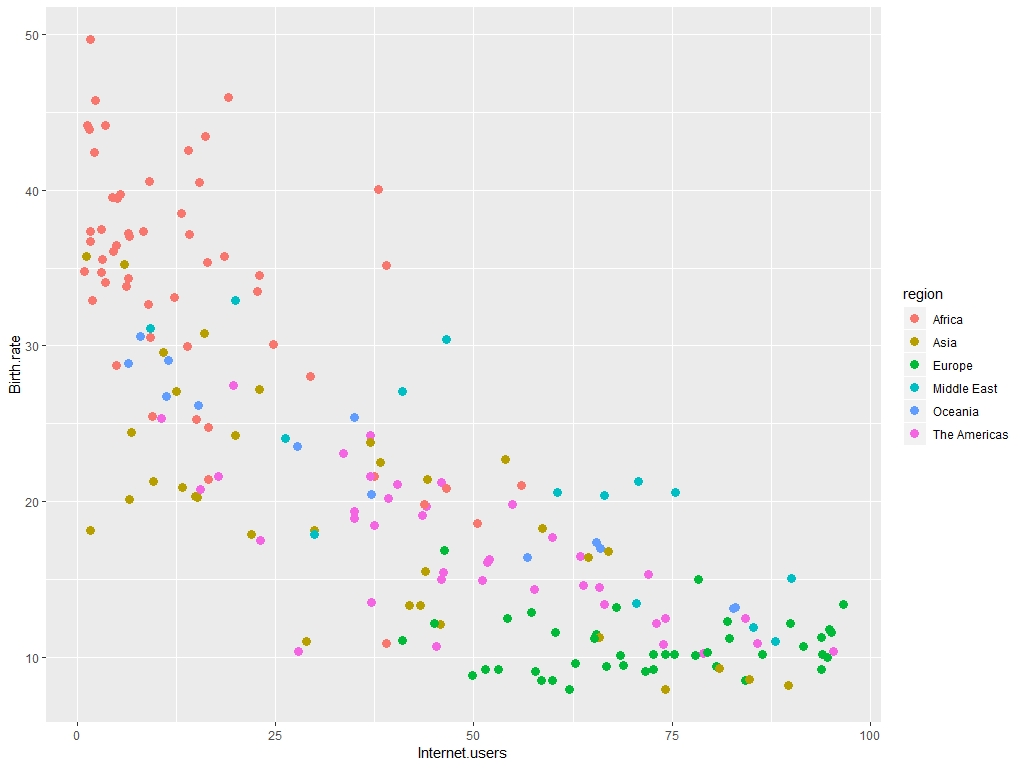 50
40
30
20
10
Birth.rate
0
25
50
75
100
Internet.users
region
Africa
Asia
Europe
Middle East
Oceania
The Americas